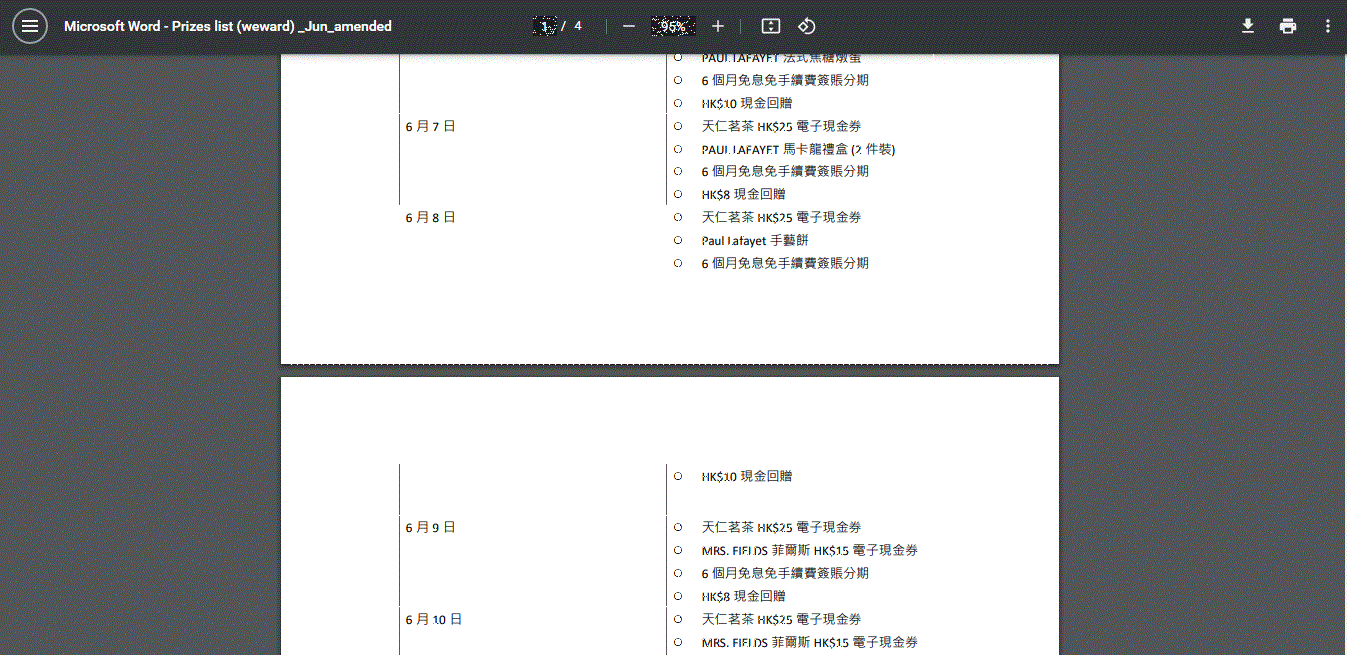 Microsoft Word - Prizes list (weward) _Jun_amended
1 / 4
95%
PAUL LAFAYET 法式焦糖燉蛋
6 個月免息免手續費簽賬分期
HK$10 現金回贈
6 月 7 日
天仁茗茶 HK$25 電子現金券
PAUL LAFAYET 馬卡龍禮盒 (2 件裝)
6 個月免息免手續費簽賬分期
HK$8 現金回贈
6 月 8 日
天仁茗茶 HK$25 電子現金券
Paul Lafayet 手藝餅
6 個月免息免手續費簽賬分期
HK$10 現金回贈
6 月 9 日
天仁茗茶 HK$25 電子現金券
MRS. FIELDS 菲爾斯 HK$15 電子現金券
6 個月免息免手續費簽賬分期
HK$8 現金回贈
6 月 10 日
天仁茗茶 HK$25 電子現金券
MRS. FIELDS 菲爾斯 HK$15 電子現金券